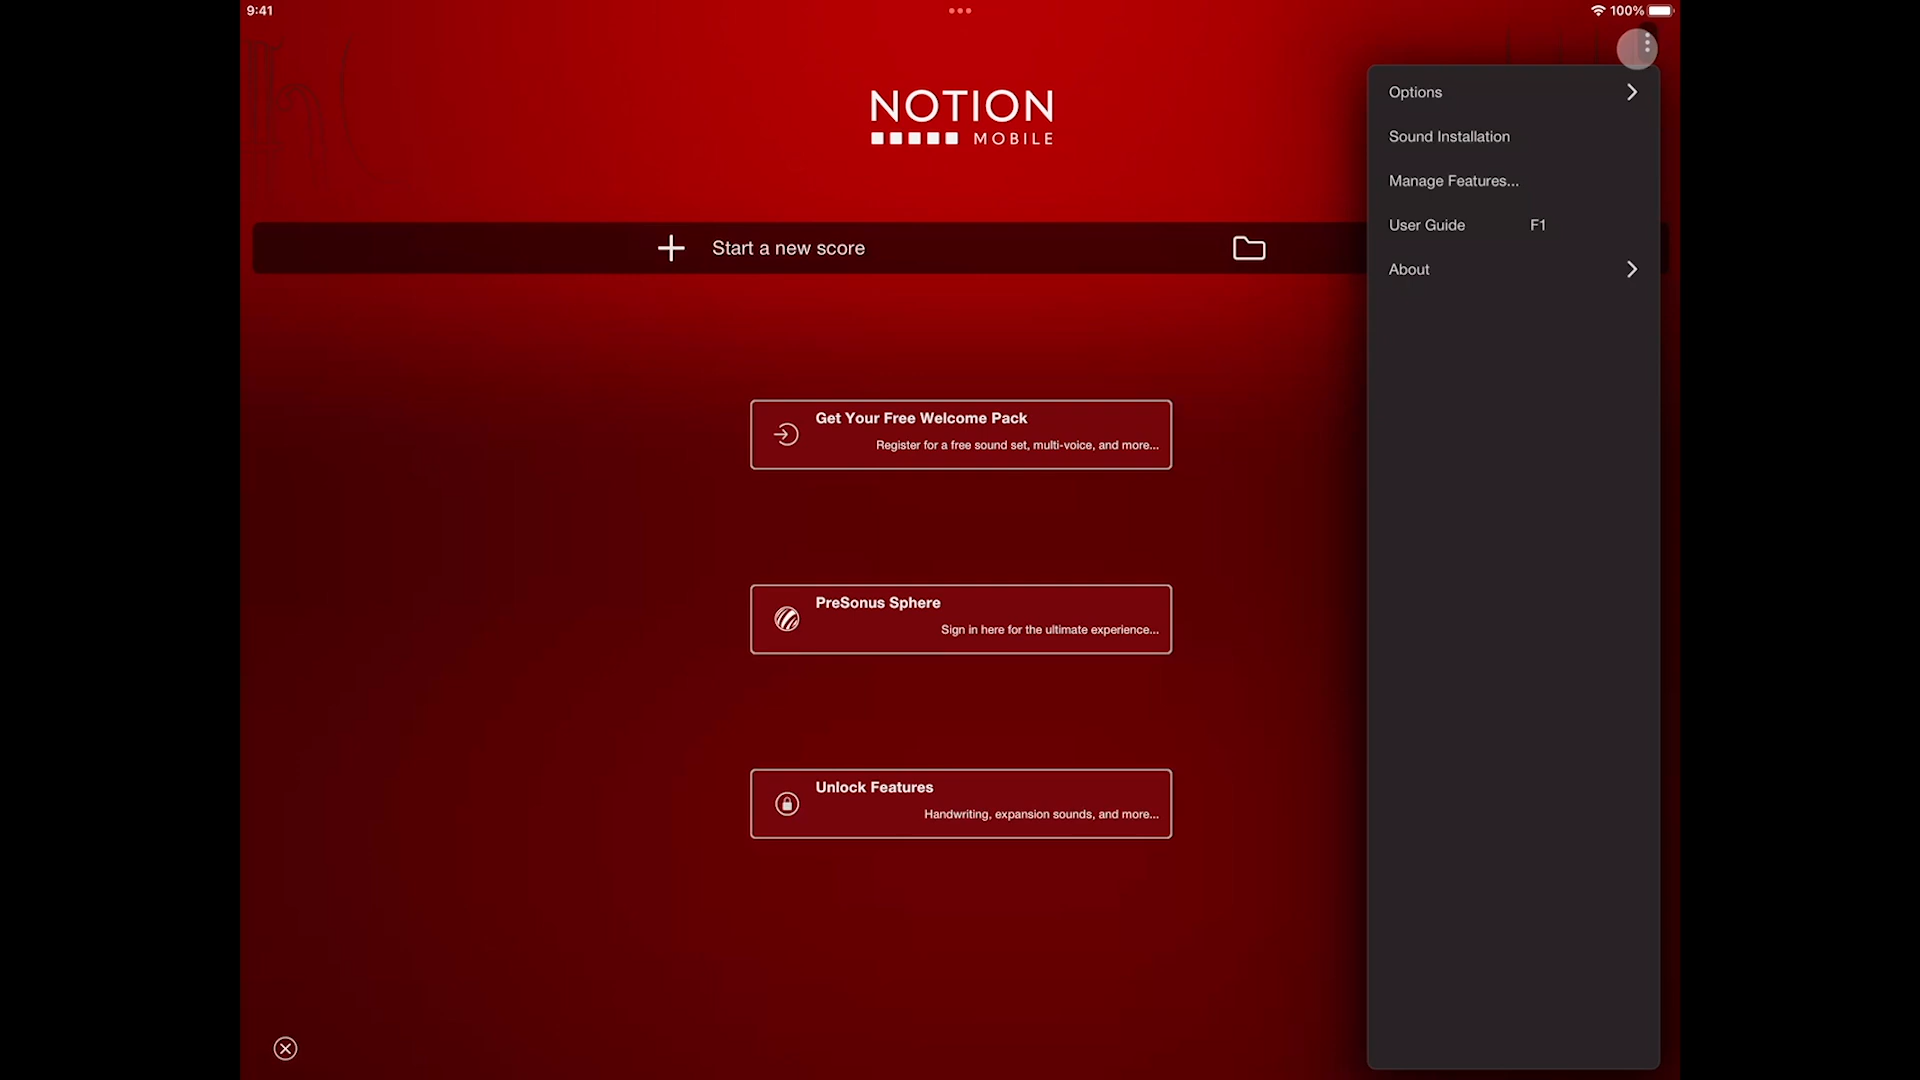 9:41
100%
NOTION
MOBILE
Options
Sound Installation
Manage Features...
User Guide F1
About
Start a new score
Get Your Free Welcome Pack
Register for a free sound set, multi-voice, and more...
PreSonus Sphere
Sign in here for the ultimate experience...
Unlock Features
Handwriting, expansion sounds, and more...